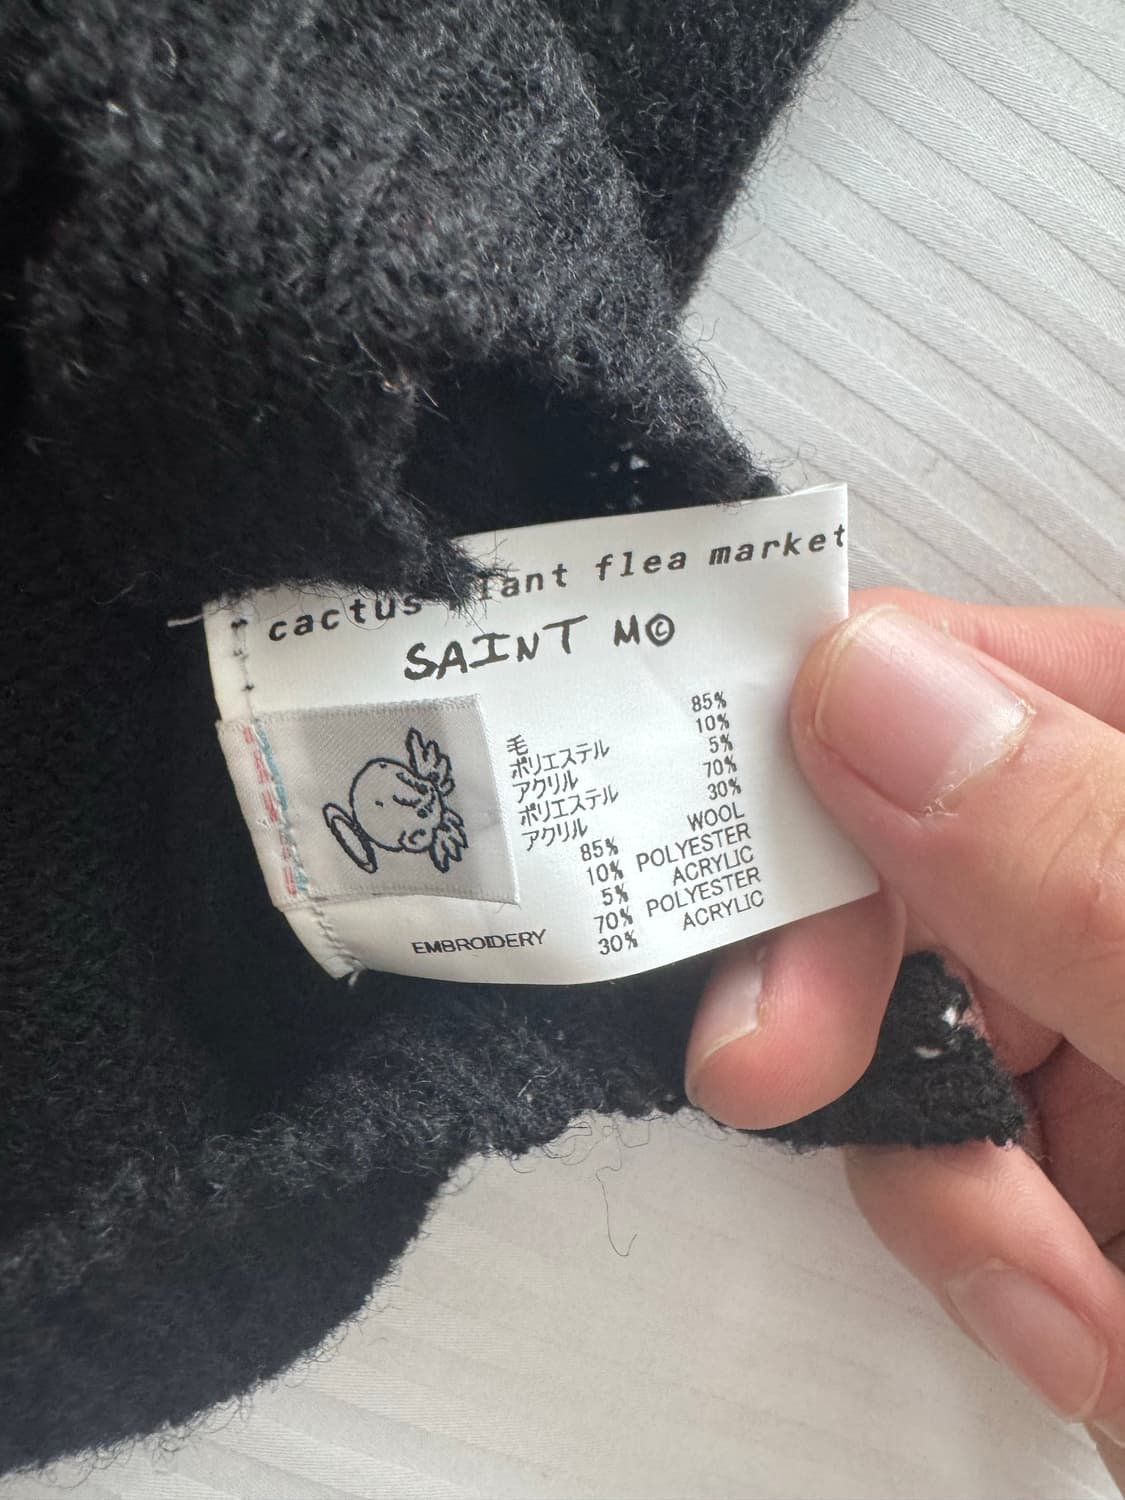 cactus plant flea market
SAINT M©
毛 85%
ポリエステル 10%
アクリル 5%
ポリエステル 70%
アクリル 30%
85% WOOL
10% POLYESTER
5% ACRYLIC
70% POLYESTER
30% ACRYLIC
EMBROIDERY